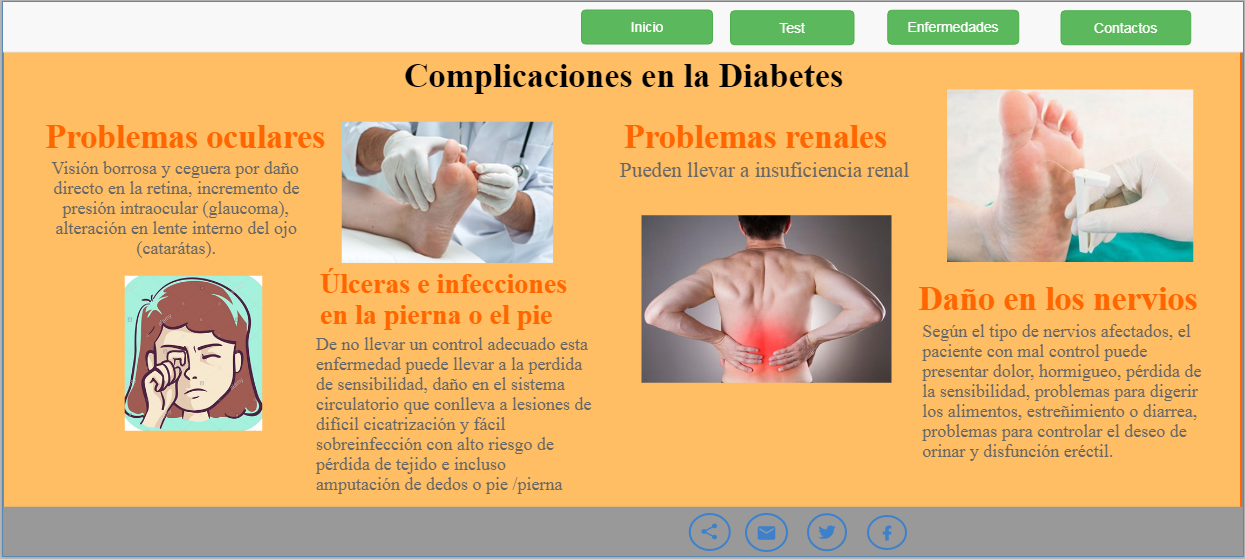 Inicio
Test
Enfermedades
Contactos
Complicaciones en la Diabetes
Problemas oculares
Visión borrosa y ceguera por daño
directo en la retina, incremento de
presión intraocular (glaucoma),
alteración en lente interno del ojo
(catarátas).
Úlceras e infecciones
en la pierna o el pie
De no llevar un control adecuado esta
enfermedad puede llevar a la perdida
de sensibilidad, daño en el sistema
circulatorio que conlleva a lesiones de
difícil cicatrización y fácil
sobreinfección con alto riesgo de
pérdida de tejido e incluso
amputación de dedos o pie /pierna
Problemas renales
Pueden llevar a insuficiencia renal
Daño en los nervios
Según el tipo de nervios afectados, el
paciente con mal control puede
presentar dolor, hormigueo, pérdida de
la sensibilidad, problemas para digerir
los alimentos, estreñimiento o diarrea,
problemas para controlar el deseo de
orinar y disfunción eréctil.